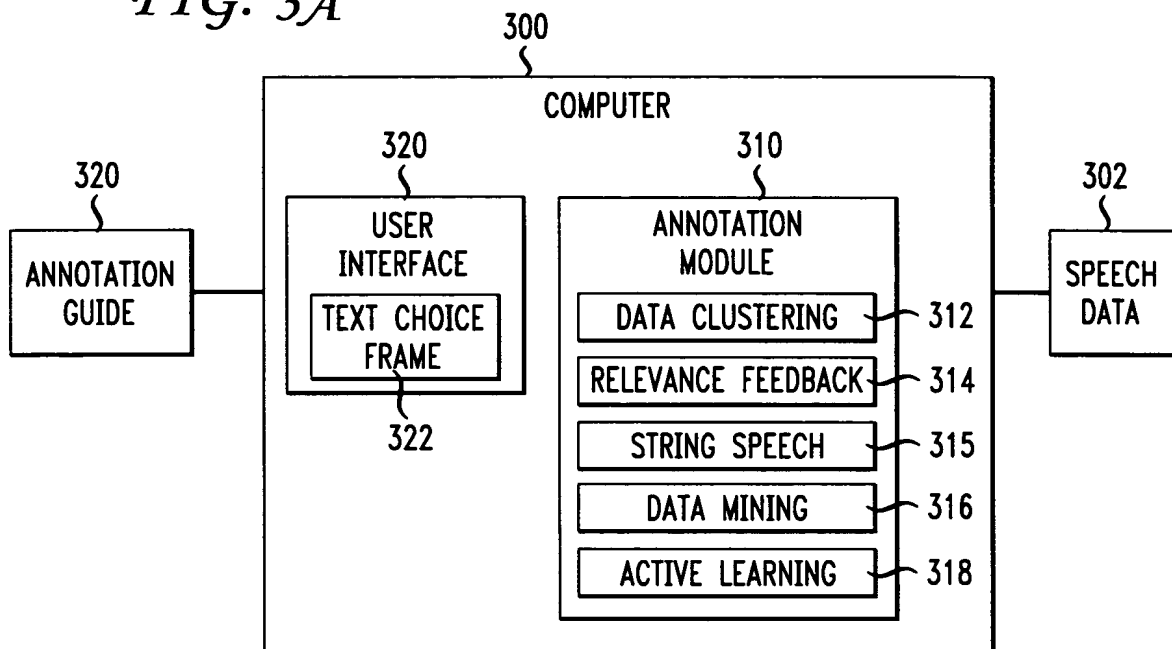 FIG. 3A
300
COMPUTER
320
ANNOTATION
GUIDE
320
USER
INTERFACE
TEXT CHOICE
FRAME
322
310
ANNOTATION
MODULE
DATA CLUSTERING
312
RELEVANCE FEEDBACK
314
STRING SPEECH
315
DATA MINING
316
ACTIVE LEARNING
318
302
SPEECH
DATA